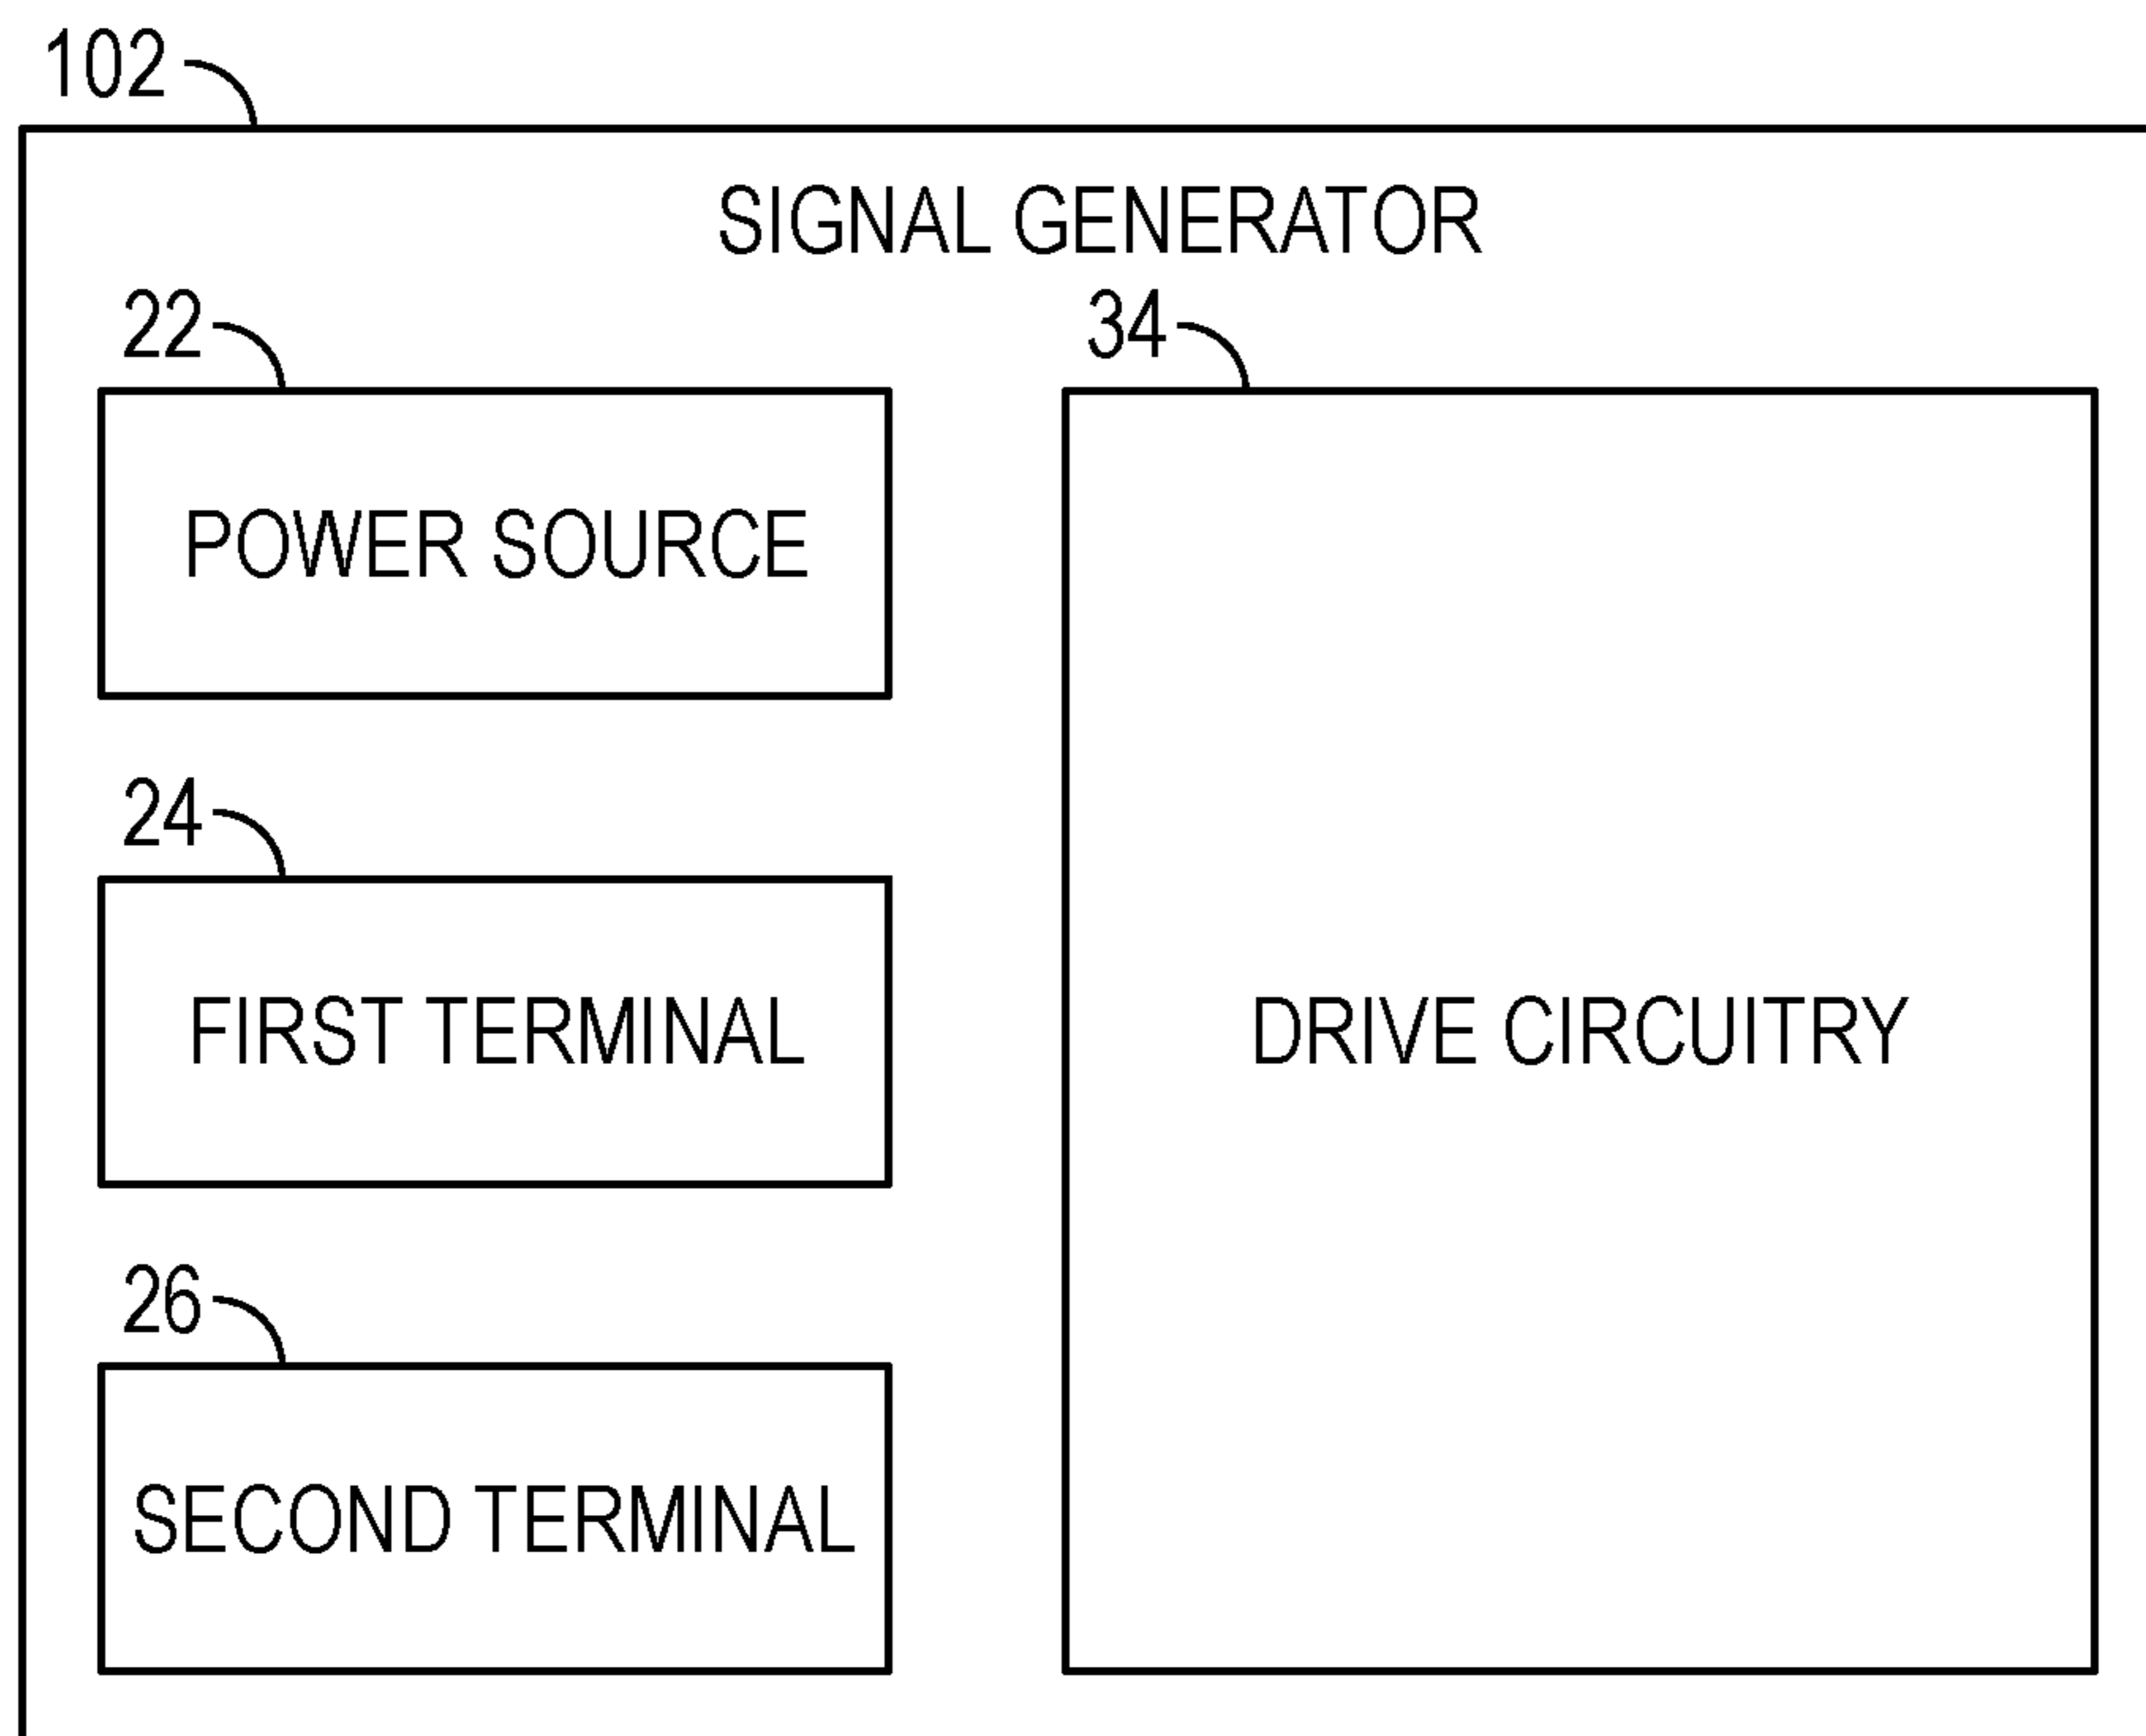 102
SIGNAL GENERATOR
22
34
POWER SOURCE
24
FIRST TERMINAL
DRIVE CIRCUITRY
26
SECOND TERMINAL